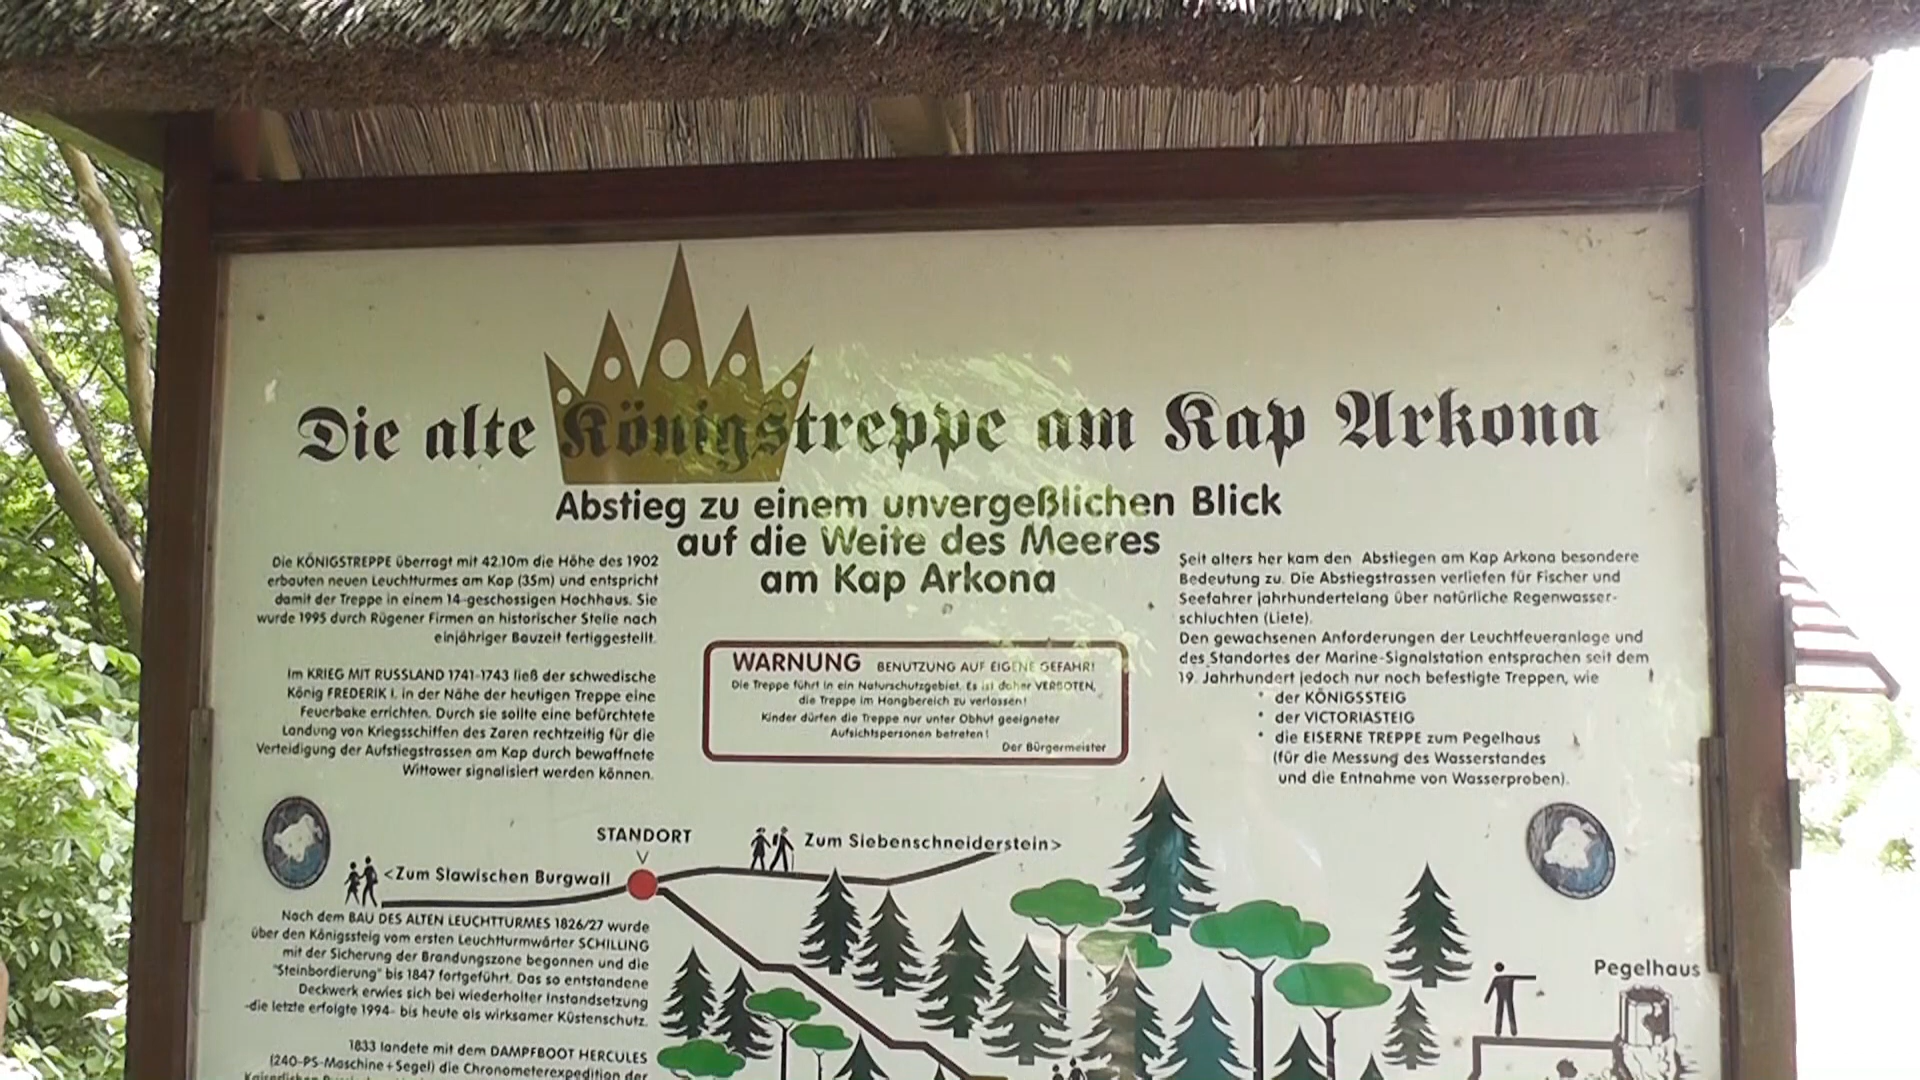 Die alte Königstreppe am Kap Arkona
Abstieg zu einem unvergeßlichen Blick
auf die Weite des Meeres
am Kap Arkona
Die KÖNIGSTREPPE überragt mit 42.10m die Höhe des 1902
erbauten neuen Leuchtturmes am Kap (35m) und entspricht
damit der Treppe in einem 14-geschossigen Hochhaus. Sie
wurde 1995 durch Rügener Firmen an historischer Stelle nach
einjähriger Bauzeit fertiggestellt.
Im KRIEG MIT RUSSLAND 1741-1743 ließ der schwedische
König FREDERIK I. in der Nähe der heutigen Treppe eine
Feuerbake errichten. Durch sie sollte eine befürchtete
Landung von Kriegsschiffen des Zaren rechtzeitig für die
Verteidigung der Aufstiegstrassen am Kap durch bewaffnete
Wittower signalisiert werden können.
WARNUNG BENUTZUNG AUF EIGENE GEFAHR!
Die Treppe führt in ein Naturschutzgebiet. Es ist daher VERBOTEN,
die Treppe im Hangbereich zu verlassen!
Kinder dürfen die Treppe nur unter Obhut geeigneter
Aufsichtspersonen betreten!
Der Bürgermeister
Seit alters her kam den Abstiegen am Kap Arkona besondere
Bedeutung zu. Die Abstiegstrassen verliefen für Fischer und
Seefahrer jahrhundertelang über natürliche Regenwasser-
schluchten (Liete).
Den gewachsenen Anforderungen der Leuchtfeueranlage und
des Standortes der Marine-Signalstation entsprachen seit dem
19. Jahrhundert jedoch nur noch befestigte Treppen, wie
* der KÖNIGSSTEIG
* der VICTORIASTEIG
* die EISERNE TREPPE zum Pegelhaus
(für die Messung des Wasserstandes
und die Entnahme von Wasserproben).
STANDORT
<Zum Slawischen Burgwall
Zum Siebenschneiderstein>
Nach dem BAU DES ALTEN LEUCHTTURMES 1826/27 wurde
über den Königssteig vom ersten Leuchtturmwärter SCHILLING
mit der Sicherung der Brandungszone begonnen und die
"Steinbordierung" bis 1847 fortgeführt. Das so entstandene
Deckwerk erwies sich bei wiederholter Instandsetzung
-die letzte erfolgte 1994- bis heute als wirksamer Küstenschutz.
Pegelhaus
1833 landete mit dem DAMPFBOOT HERCULES
(240-PS-Maschine+Segel) die Chronometerexpedition der